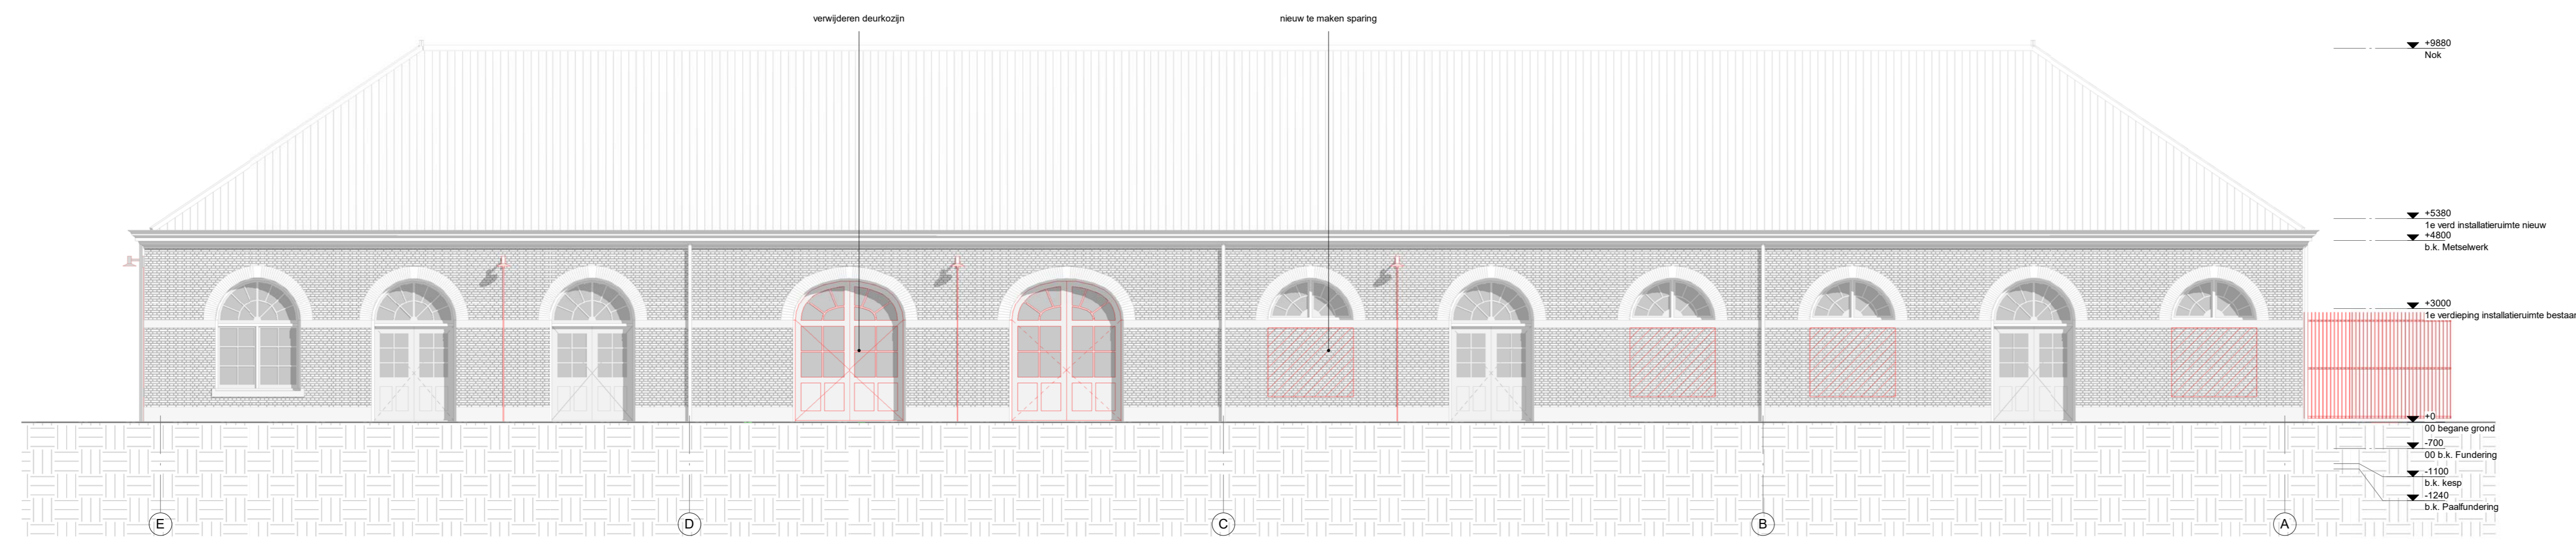 verwijderen deurkozijn
nieuw te maken sparing
+9880
Nok
+5380
1e verd installatieruimte nieuw
+4800
b.k. Metselwerk
+3000
1e verdieping installatieruimte bestaan
+0
00 begane grond
-700
00 b.k. Fundering
-1100
b.k. kesp
-1240
b.k. Paalfundering
E
D
C
B
A